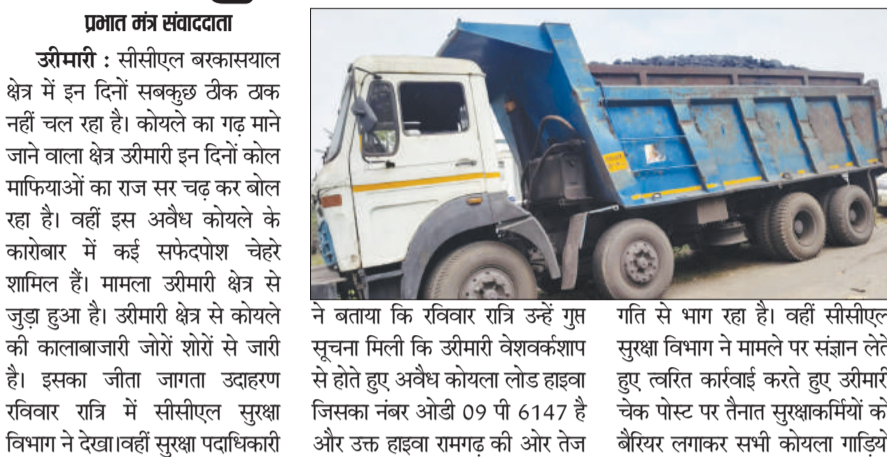 प्रभात मंत्र संवाददाता
उरीमारी : सीसीएल बरकासयाल
क्षेत्र में इन दिनों सबकुछ ठीक ठाक
नहीं चल रहा है। कोयले का गढ़ माने
जाने वाला क्षेत्र उरीमारी इन दिनों कोल
माफियाओं का राज सर चढ़ कर बोल
रहा है। वहीं इस अवैध कोयले के
कारोबार में कई सफेदपोश चेहरे
शामिल हैं। मामला उरीमारी क्षेत्र से
जुड़ा हुआ है। उरीमारी क्षेत्र से कोयले
की कालाबाजारी जोरों शोरों से जारी
है। इसका जीता जागता उदाहरण
रविवार रात्रि में सीसीएल सुरक्षा
विभाग ने देखा।वहीं सुरक्षा पदाधिकारी
ने बताया कि रविवार रात्रि उन्हें गुप्त
सूचना मिली कि उरीमारी वेशवर्कशाप
से होते हुए अवैध कोयला लोड हाइवा
जिसका नंबर ओडी 09 पी 6147 है
और उक्त हाइवा रामगढ़ की ओर तेज
गति से भाग रहा है। वहीं सीसीएल
सुरक्षा विभाग ने मामले पर संज्ञान लेते
हुए त्वरित कार्रवाई करते हुए उरीमारी
चेक पोस्ट पर तैनात सुरक्षाकर्मियों को
बैरियर लगाकर सभी कोयला गाड़ियों